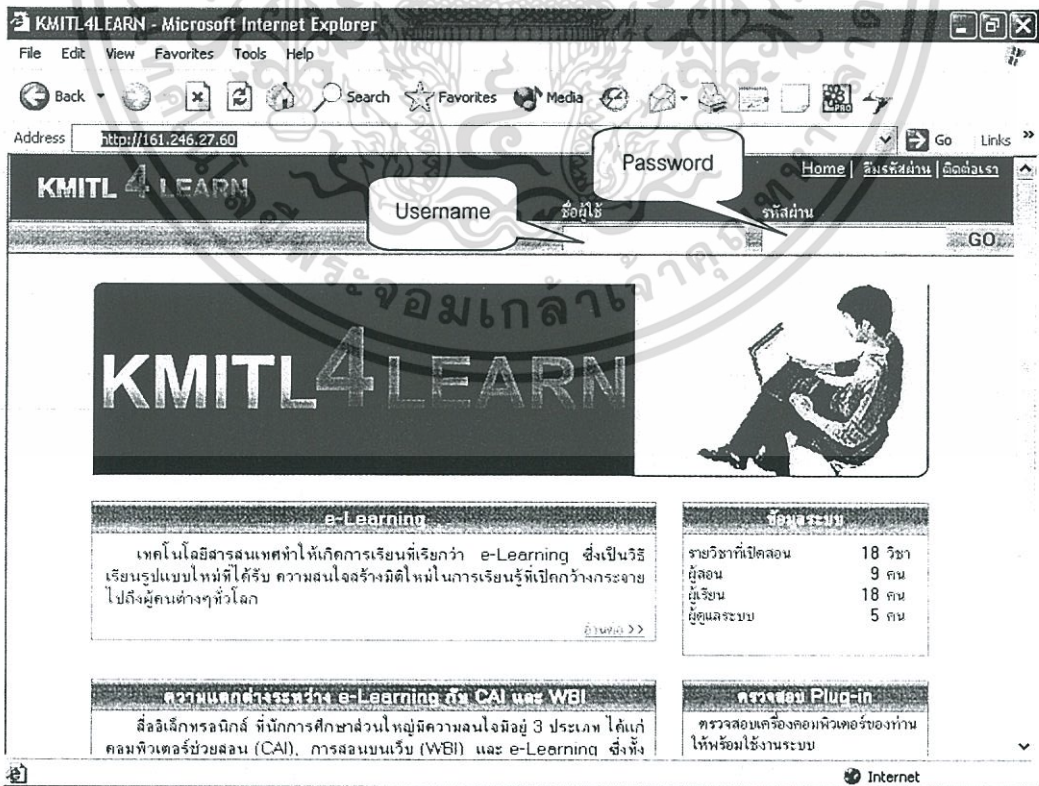 KMITL4LEARN - Microsoft Internet Explorer
File Edit View Favorites Tools Help
Back Search Favorites Media
Address http://161.246.27.60 Go Links »
KMITL 4 LEARN
Home | ลืมรหัสผ่าน | ติดต่อเรา
Username
Password
ชื่อผู้ใช้ รหัสผ่าน
GO
พระจอมเกล้าเจ้าคุณทหาร
KMITL4LEARN
e-Learning
เทคโนโลยีสารสนเทศทำให้เกิดการเรียนที่เรียกว่า e-Learning ซึ่งเป็นวิธี
เรียนรูปแบบใหม่ที่ได้รับ ความสนใจสร้างมิติใหม่ในการเรียนรู้ที่เปิดกว้างกระจาย
ไปถึงผู้คนต่างๆทั่วโลก
อ่านต่อ >>
ข้อมูลระบบ
รายวิชาที่เปิดสอน 18 วิชา
ผู้สอน 9 คน
ผู้เรียน 18 คน
ผู้ดูแลระบบ 5 คน
ความแตกต่างระหว่าง e-Learning กับ CAI และ WBI
สื่ออิเล็กทรอนิกส์ ที่นักการศึกษาส่วนใหญ่มีความสนใจมีอยู่ 3 ประเภท ได้แก่
คอมพิวเตอร์ช่วยสอน (CAI), การสอนบนเว็บ (WBI) และ e-Learning ซึ่งทั้ง
ตรวจสอบ Plug-in
ตรวจสอบเครื่องคอมพิวเตอร์ของท่าน
ให้พร้อมใช้งานระบบ
Internet